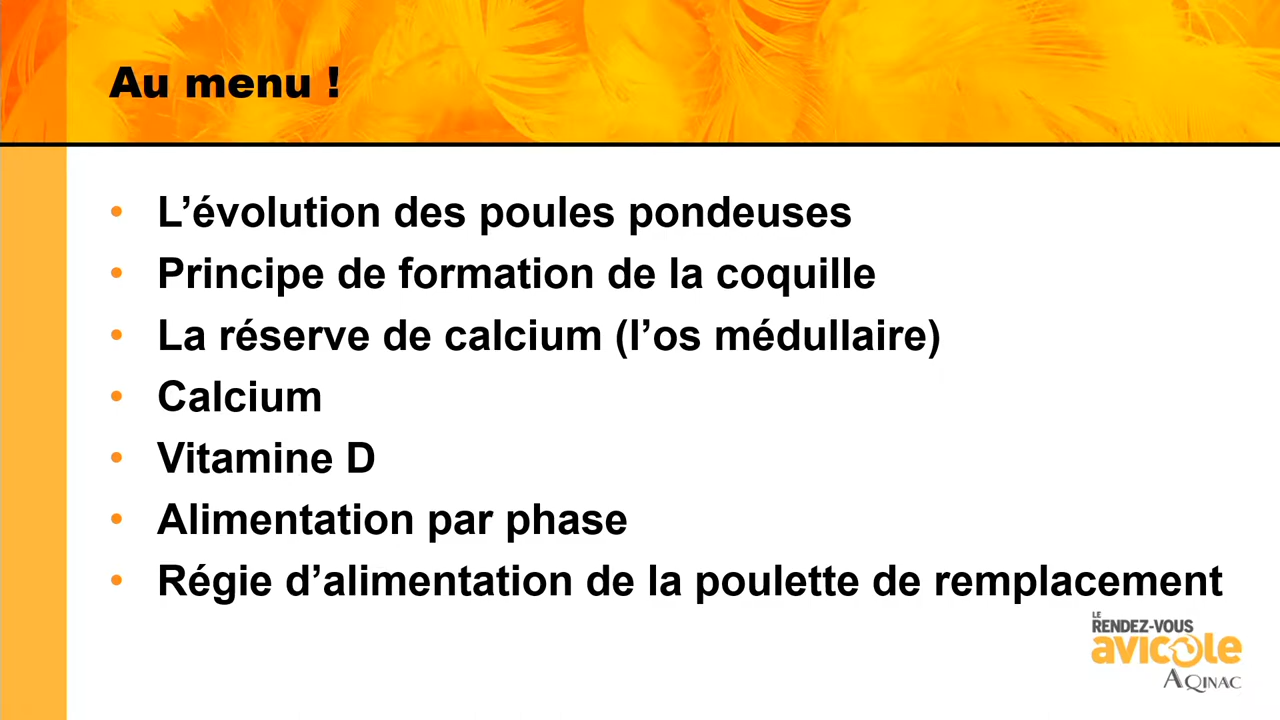 Au menu !
• L’évolution des poules pondeuses
• Principe de formation de la coquille
• La réserve de calcium (l’os médullaire)
• Calcium
• Vitamine D
• Alimentation par phase
• Régie d’alimentation de la poulette de remplacement
LE
RENDEZ-VOUS
avicole
AQINAC